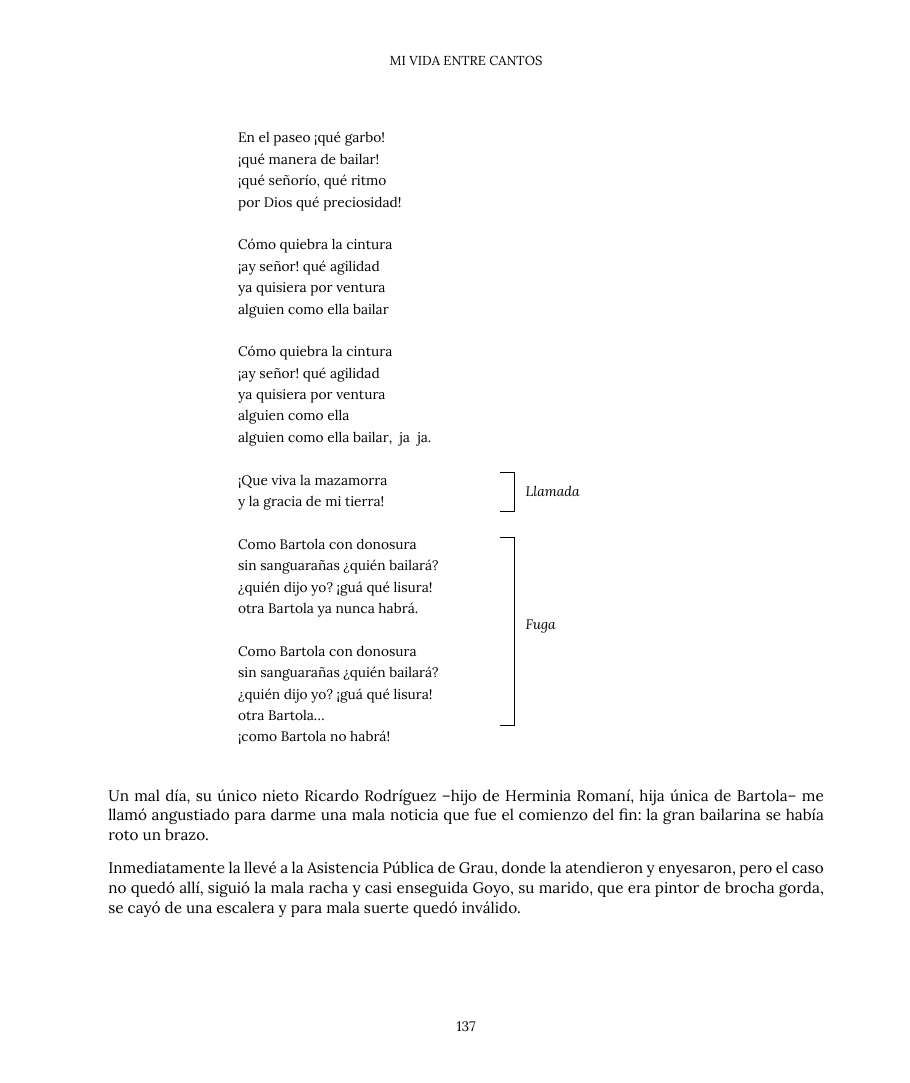 MI VIDA ENTRE CANTOS
En el paseo ¡qué garbo!
¡qué manera de bailar!
¡qué señorío, qué ritmo
por Dios qué preciosidad!
Cómo quiebra la cintura
¡ay señor! qué agilidad
ya quisiera por ventura
alguien como ella bailar
Cómo quiebra la cintura
¡ay señor! qué agilidad
ya quisiera por ventura
alguien como ella
alguien como ella bailar, ja ja.
¡Que viva la mazamorra
y la gracia de mi tierra!
Llamada
Como Bartola con donosura
sin sanguarañas ¿quién bailará?
¿quién dijo yo? ¡guá qué lisura!
otra Bartola ya nunca habrá.
Fuga
Como Bartola con donosura
sin sanguarañas ¿quién bailará?
¿quién dijo yo? ¡guá qué lisura!
otra Bartola...
¡como Bartola no habrá!
Un mal día, su único nieto Ricardo Rodríguez –hijo de Herminia Romaní, hija única de Bartola– me
llamó angustiado para darme una mala noticia que fue el comienzo del fin: la gran bailarina se había
roto un brazo.
Inmediatamente la llevé a la Asistencia Pública de Grau, donde la atendieron y enyesaron, pero el caso
no quedó allí, siguió la mala racha y casi enseguida Goyo, su marido, que era pintor de brocha gorda,
se cayó de una escalera y para mala suerte quedó inválido.
137